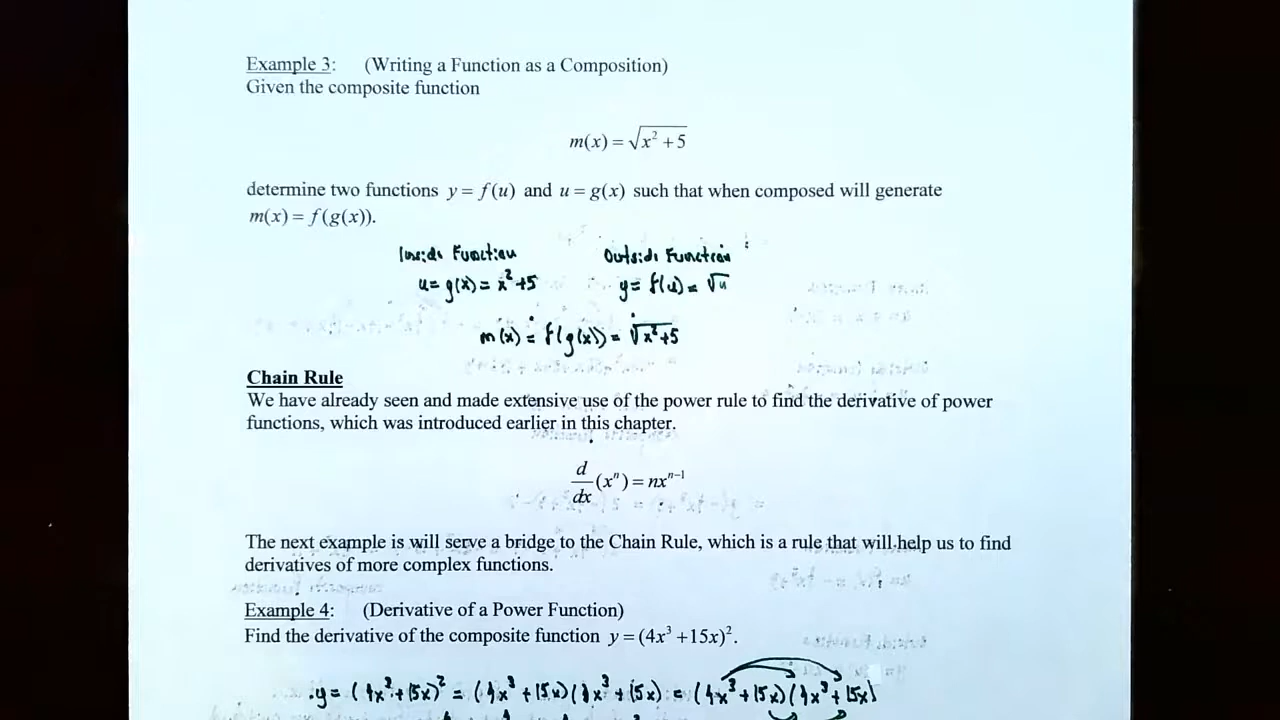 Example 3: (Writing a Function as a Composition)
Given the composite function
m(x) = √(x² + 5)
determine two functions y = f(u) and u = g(x) such that when composed will generate
m(x) = f(g(x)).
Inside Function Outside Function
u = g(x) = x² + 5 y = f(u) = √u
m(x) = f(g(x)) = √(x² + 5)
Chain Rule
We have already seen and made extensive use of the power rule to find the derivative of power
functions, which was introduced earlier in this chapter.
d/dx (xⁿ) = nxⁿ⁻¹
The next example is will serve a bridge to the Chain Rule, which is a rule that will help us to find
derivatives of more complex functions.
Example 4: (Derivative of a Power Function)
Find the derivative of the composite function y = (4x³ + 15x)².
y = (4x³ + 15x)² = (4x³ + 15x)(4x³ + 15x) = (4x³ + 15x)(4x³ + 15x)